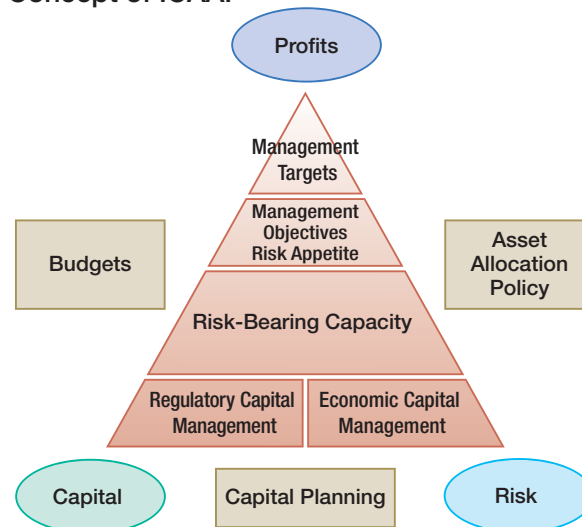 Concept of ICAAP
Profits
Management
Targets
Management
Objectives
Risk Appetite
Budgets
Asset
Allocation
Policy
Risk-Bearing Capacity
Regulatory Capital
Management
Economic Capital
Management
Capital
Capital Planning
Risk